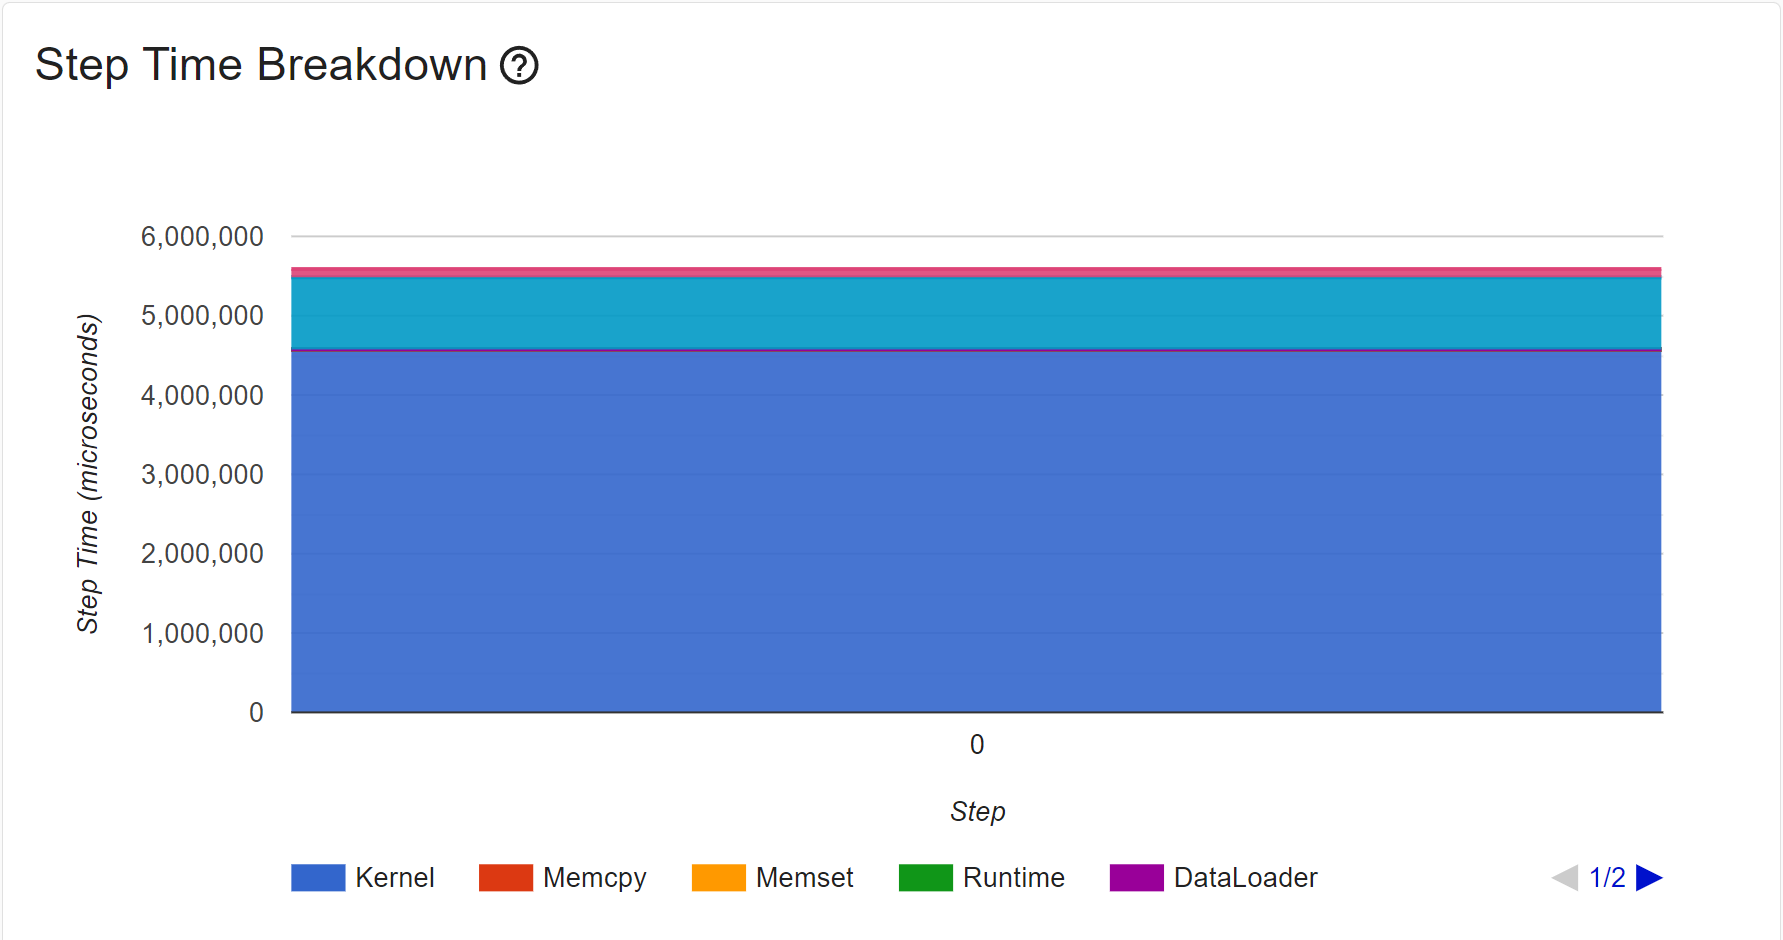 Step Time Breakdown ?
6,000,000
5,000,000
4,000,000
3,000,000
2,000,000
1,000,000
0
Step Time (microseconds)
0
Step
Kernel Memcpy Memset Runtime DataLoader 1/2